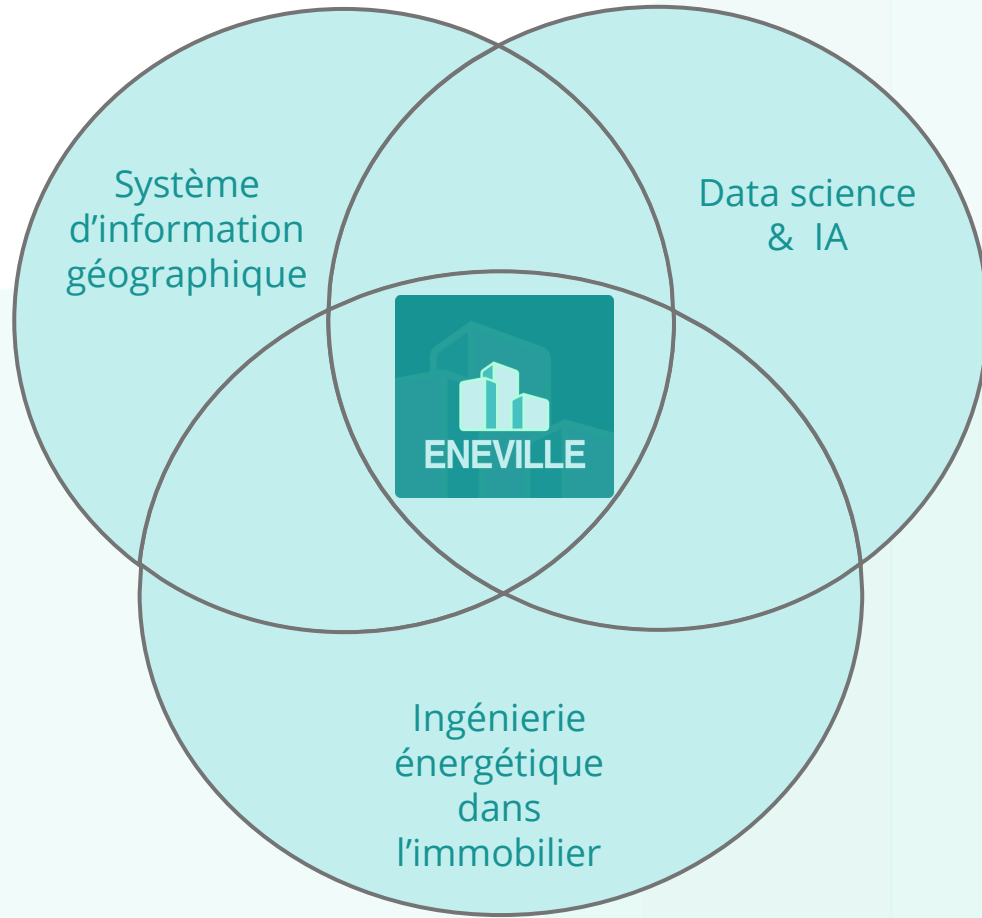 Système
d'information
géographique
Data science
& IA
ENEVILLE
Ingénierie
énergétique
dans
l'immobilier